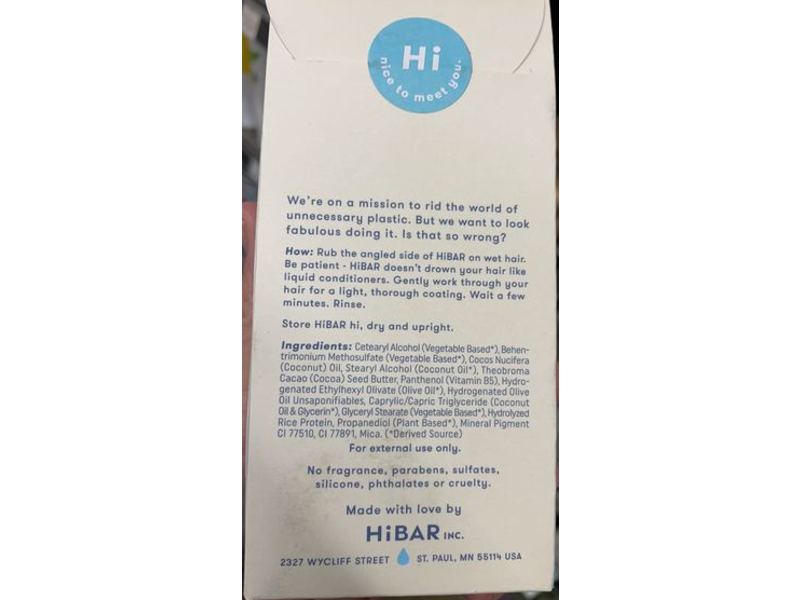 Hi
nice to meet you.
We're on a mission to rid the world of
unnecessary plastic. But we want to look
fabulous doing it. Is that so wrong?
How: Rub the angled side of HiBAR on wet hair.
Be patient - HiBAR doesn't drown your hair like
liquid conditioners. Gently work through your
hair for a light, thorough coating. Wait a few
minutes. Rinse.
Store HiBAR hi, dry and upright.
Ingredients: Cetearyl Alcohol (Vegetable Based*), Behen-
trimonium Methosulfate (Vegetable Based*), Cocos Nucifera
(Coconut) Oil, Stearyl Alcohol (Coconut Oil*), Theobroma
Cacao (Cocoa) Seed Butter, Panthenol (Vitamin B5), Hydro-
genated Ethylhexyl Olivate (Olive Oil*), Hydrogenated Olive
Oil Unsaponifiables, Caprylic/Capric Triglyceride (Coconut
Oil & Glycerin*), Glyceryl Stearate (Vegetable Based*), Hydrolyzed
Rice Protein, Propanediol (Plant Based*), Mineral Pigment
CI 77510, CI 77891, Mica. (*Derived Source)
For external use only.
No fragrance, parabens, sulfates,
silicone, phthalates or cruelty.
Made with love by
HiBAR INC.
2327 WYCLIFF STREET ST. PAUL, MN 55114 USA